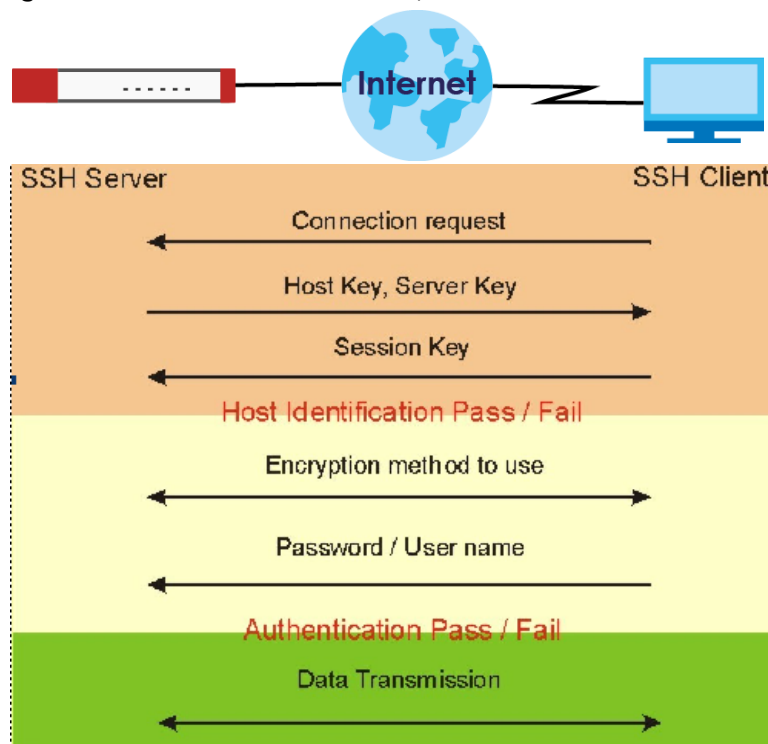 Internet
SSH Server
SSH Client
Connection request
Host Key, Server Key
Session Key
Host Identification Pass / Fail
Encryption method to use
Password / User name
Authentication Pass / Fail
Data Transmission